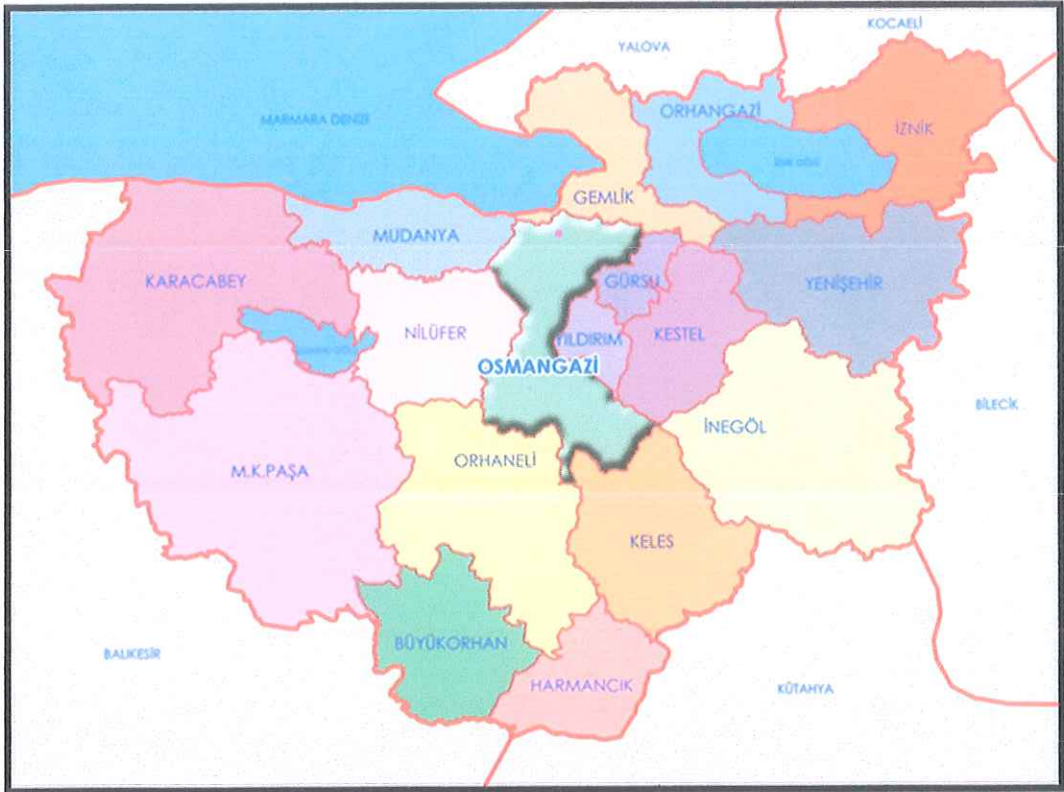 KOCAELİ
YALOVA
ORHANGAZİ
MARMARA DENİZİ
İZNİK
GEMLİK
MUDANYA
KARACABEY
GÜRSU
YENİŞEHİR
NİLÜFER
YILDIRIM
KESTEL
OSMANGAZİ
BİLECİK
İNEGÖL
ORHANELİ
M.K.PAŞA
KELES
BÜYÜKORHAN
BALIKESİR
HARMANCIK
KÜTAHYA